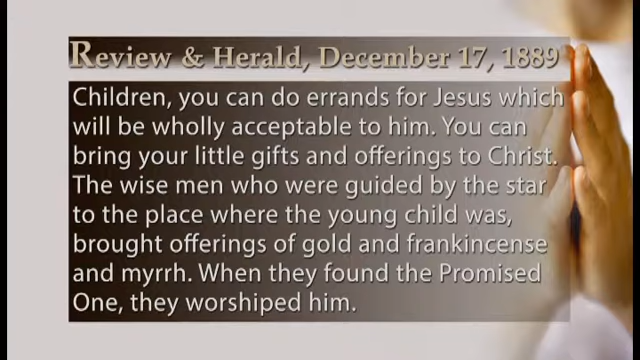 Review & Herald, December 17, 1889
Children, you can do errands for Jesus which
will be wholly acceptable to him. You can
bring your little gifts and offerings to Christ.
The wise men who were guided by the star
to the place where the young child was,
brought offerings of gold and frankincense
and myrrh. When they found the Promised
One, they worshiped him.